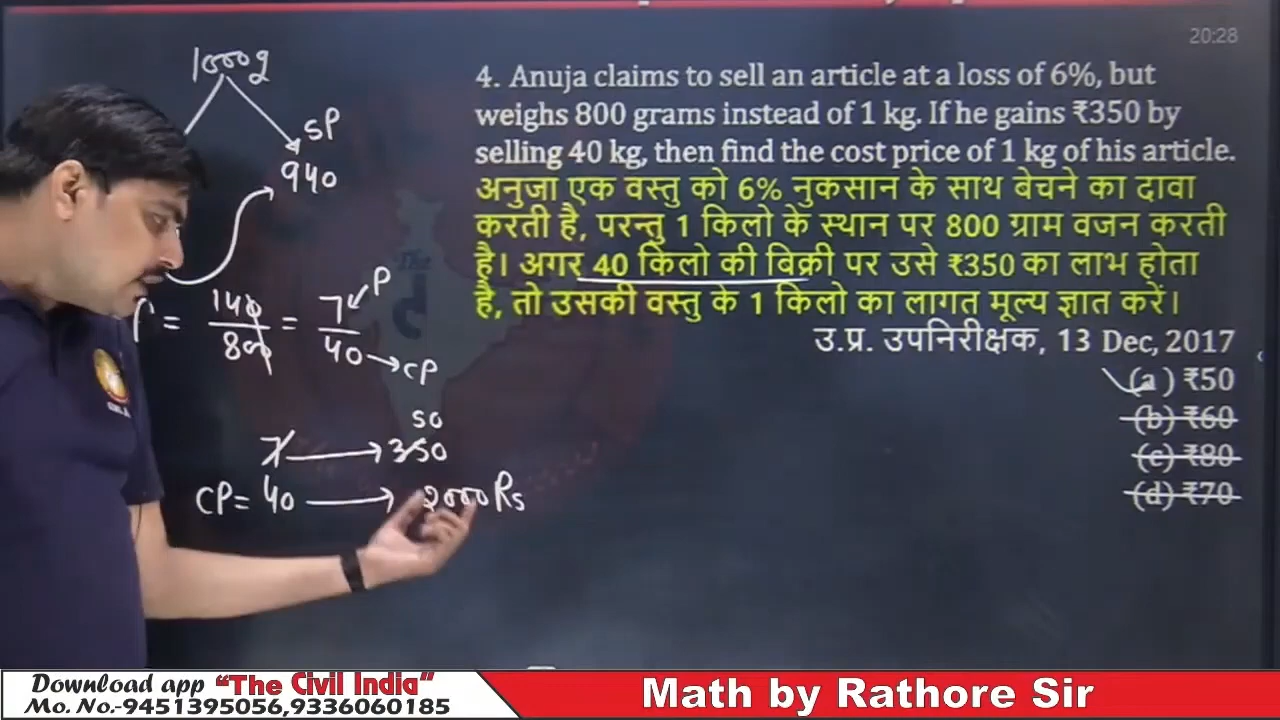 20:28
1000g
SP
940
4. Anuja claims to sell an article at a loss of 6%, but
weighs 800 grams instead of 1 kg. If he gains ₹350 by
selling 40 kg, then find the cost price of 1 kg of his article.
अनुजा एक वस्तु को 6% नुकसान के साथ बेचने का दावा
करती है, परन्तु 1 किलो के स्थान पर 800 ग्राम वजन करती
है। अगर 40 किलो की विक्री पर उसे ₹350 का लाभ होता
है, तो उसकी वस्तु के 1 किलो का लागत मूल्य ज्ञात करें।
उ.प्र. उपनिरीक्षक, 13 Dec, 2017
(a) ₹50
(b) ₹60
(c) ₹80
(d) ₹70
= 140/800 = 7/40
P
CP
50
7 → 350
CP = 40 → 2000 Rs
Download app "The Civil India"
Mo. No.-9451395056,9336060185
Math by Rathore Sir